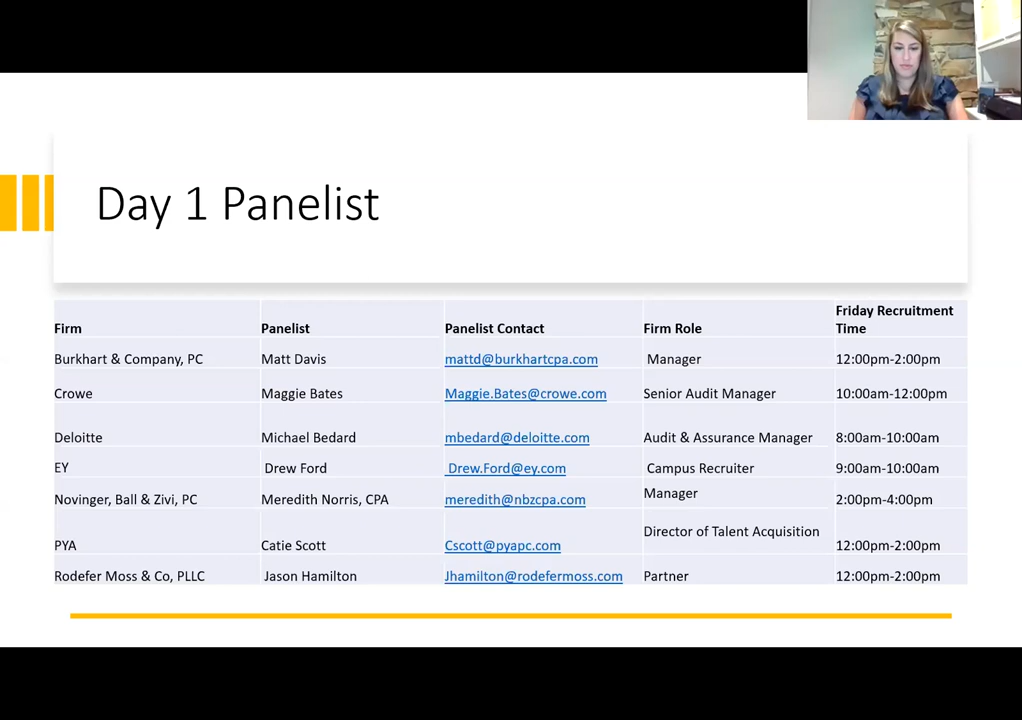 Day 1 Panelist
Firm Panelist Panelist Contact Firm Role Friday Recruitment Time
Burkhart & Company, PC Matt Davis mattd@burkhartcpa.com Manager 12:00pm-2:00pm
Crowe Maggie Bates Maggie.Bates@crowe.com Senior Audit Manager 10:00am-12:00pm
Deloitte Michael Bedard mbedard@deloitte.com Audit & Assurance Manager 8:00am-10:00am
EY Drew Ford Drew.Ford@ey.com Campus Recruiter 9:00am-10:00am
Novinger, Ball & Zivi, PC Meredith Norris, CPA meredith@nbzcpa.com Manager 2:00pm-4:00pm
PYA Catie Scott Cscott@pyapc.com Director of Talent Acquisition 12:00pm-2:00pm
Rodefer Moss & Co, PLLC Jason Hamilton Jhamilton@rodefermoss.com Partner 12:00pm-2:00pm